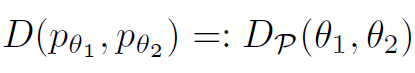 D(p_{θ_1}, p_{θ_2}) =: D_𝒫(θ_1, θ_2)